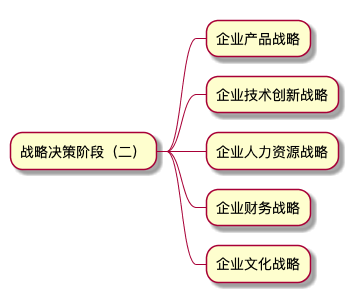 企业产品战略
企业技术创新战略
战略决策阶段（二）
企业人力资源战略
企业财务战略
企业文化战略